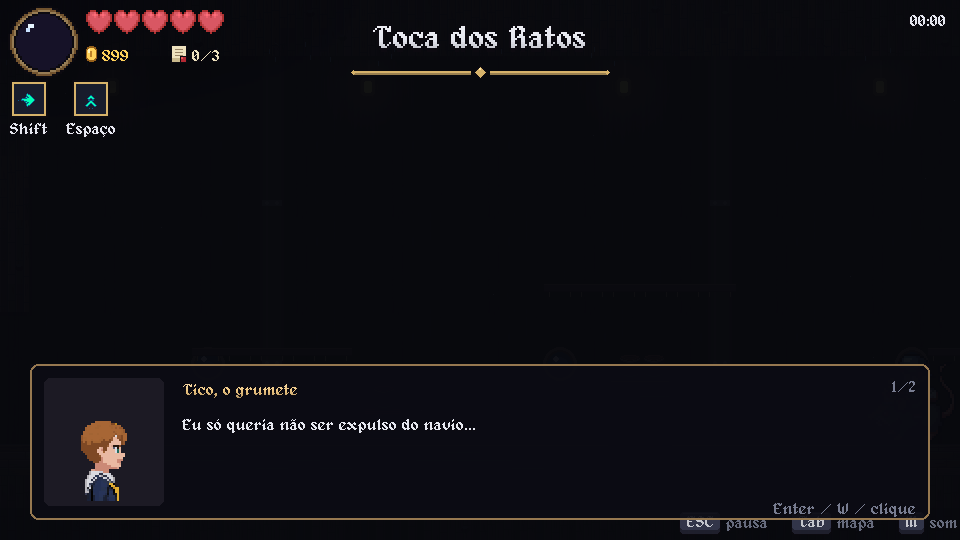 899
0/3
Toca dos Ratos
00:00
Shift
Espaço
Tico, o grumete
1/2
Eu só queria não ser expulso do navio...
Enter / W / clique
ESC pausa
Tab mapa
M som